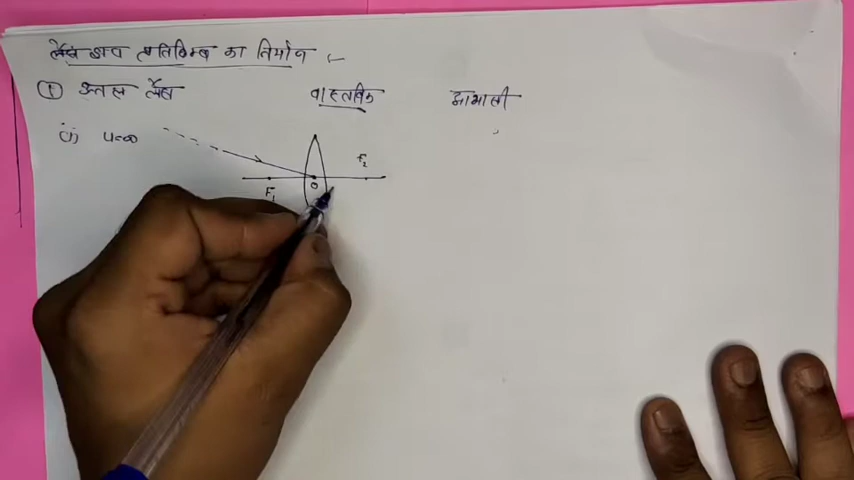 लेंस द्वारा प्रतिबिम्ब का निर्माण :-
① उत्तल लेंस वास्तविक आभासी
(i) u=∞
F₂
O
F₁